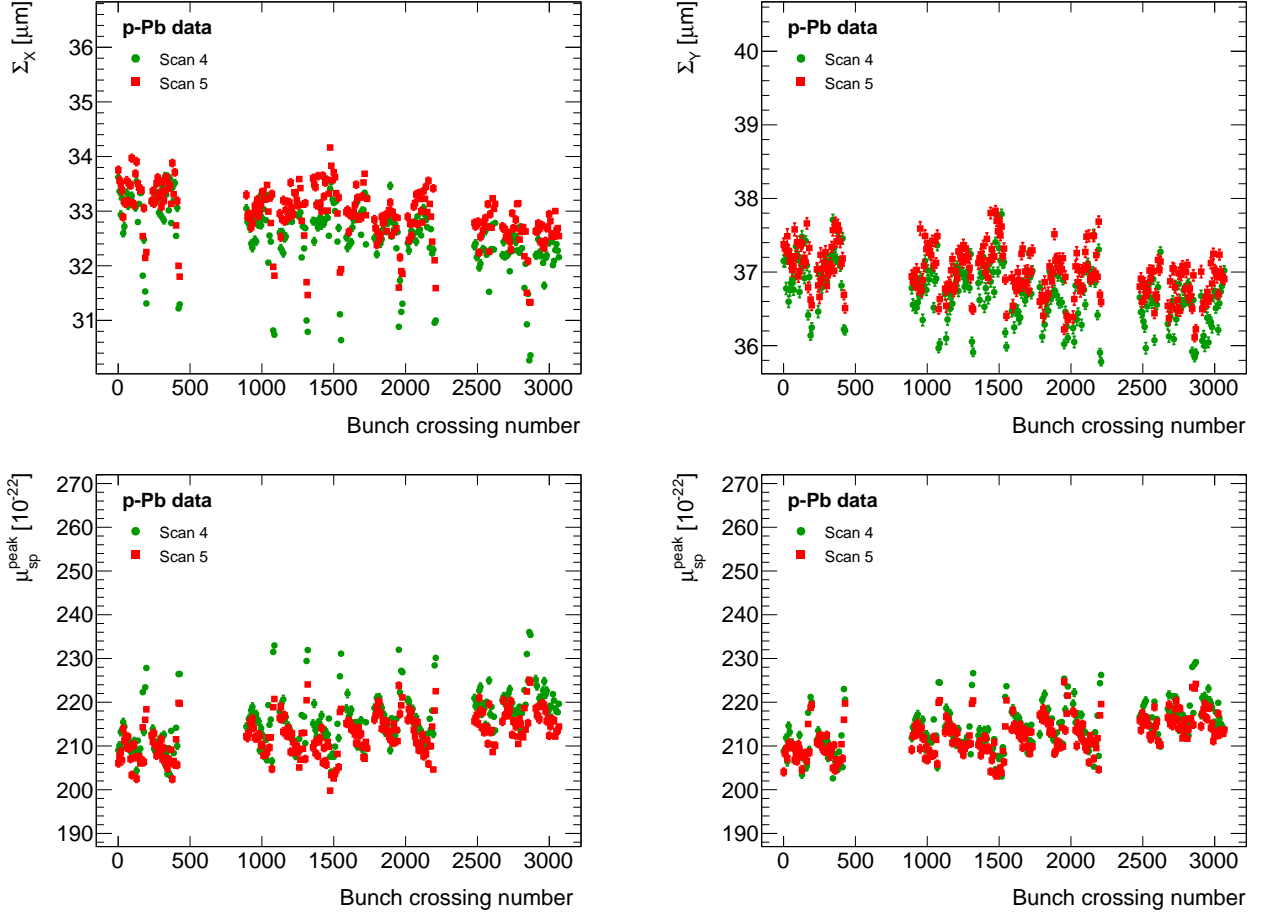 Σ_X [μm]
p-Pb data
Scan 4
Scan 5
36
35
34
33
32
31
0 500 1000 1500 2000 2500 3000
Bunch crossing number
Σ_Y [μm]
p-Pb data
Scan 4
Scan 5
40
39
38
37
36
0 500 1000 1500 2000 2500 3000
Bunch crossing number
μ_sp^peak [10^-22]
p-Pb data
Scan 4
Scan 5
270
260
250
240
230
220
210
200
190
0 500 1000 1500 2000 2500 3000
Bunch crossing number
μ_sp^peak [10^-22]
p-Pb data
Scan 4
Scan 5
270
260
250
240
230
220
210
200
190
0 500 1000 1500 2000 2500 3000
Bunch crossing number